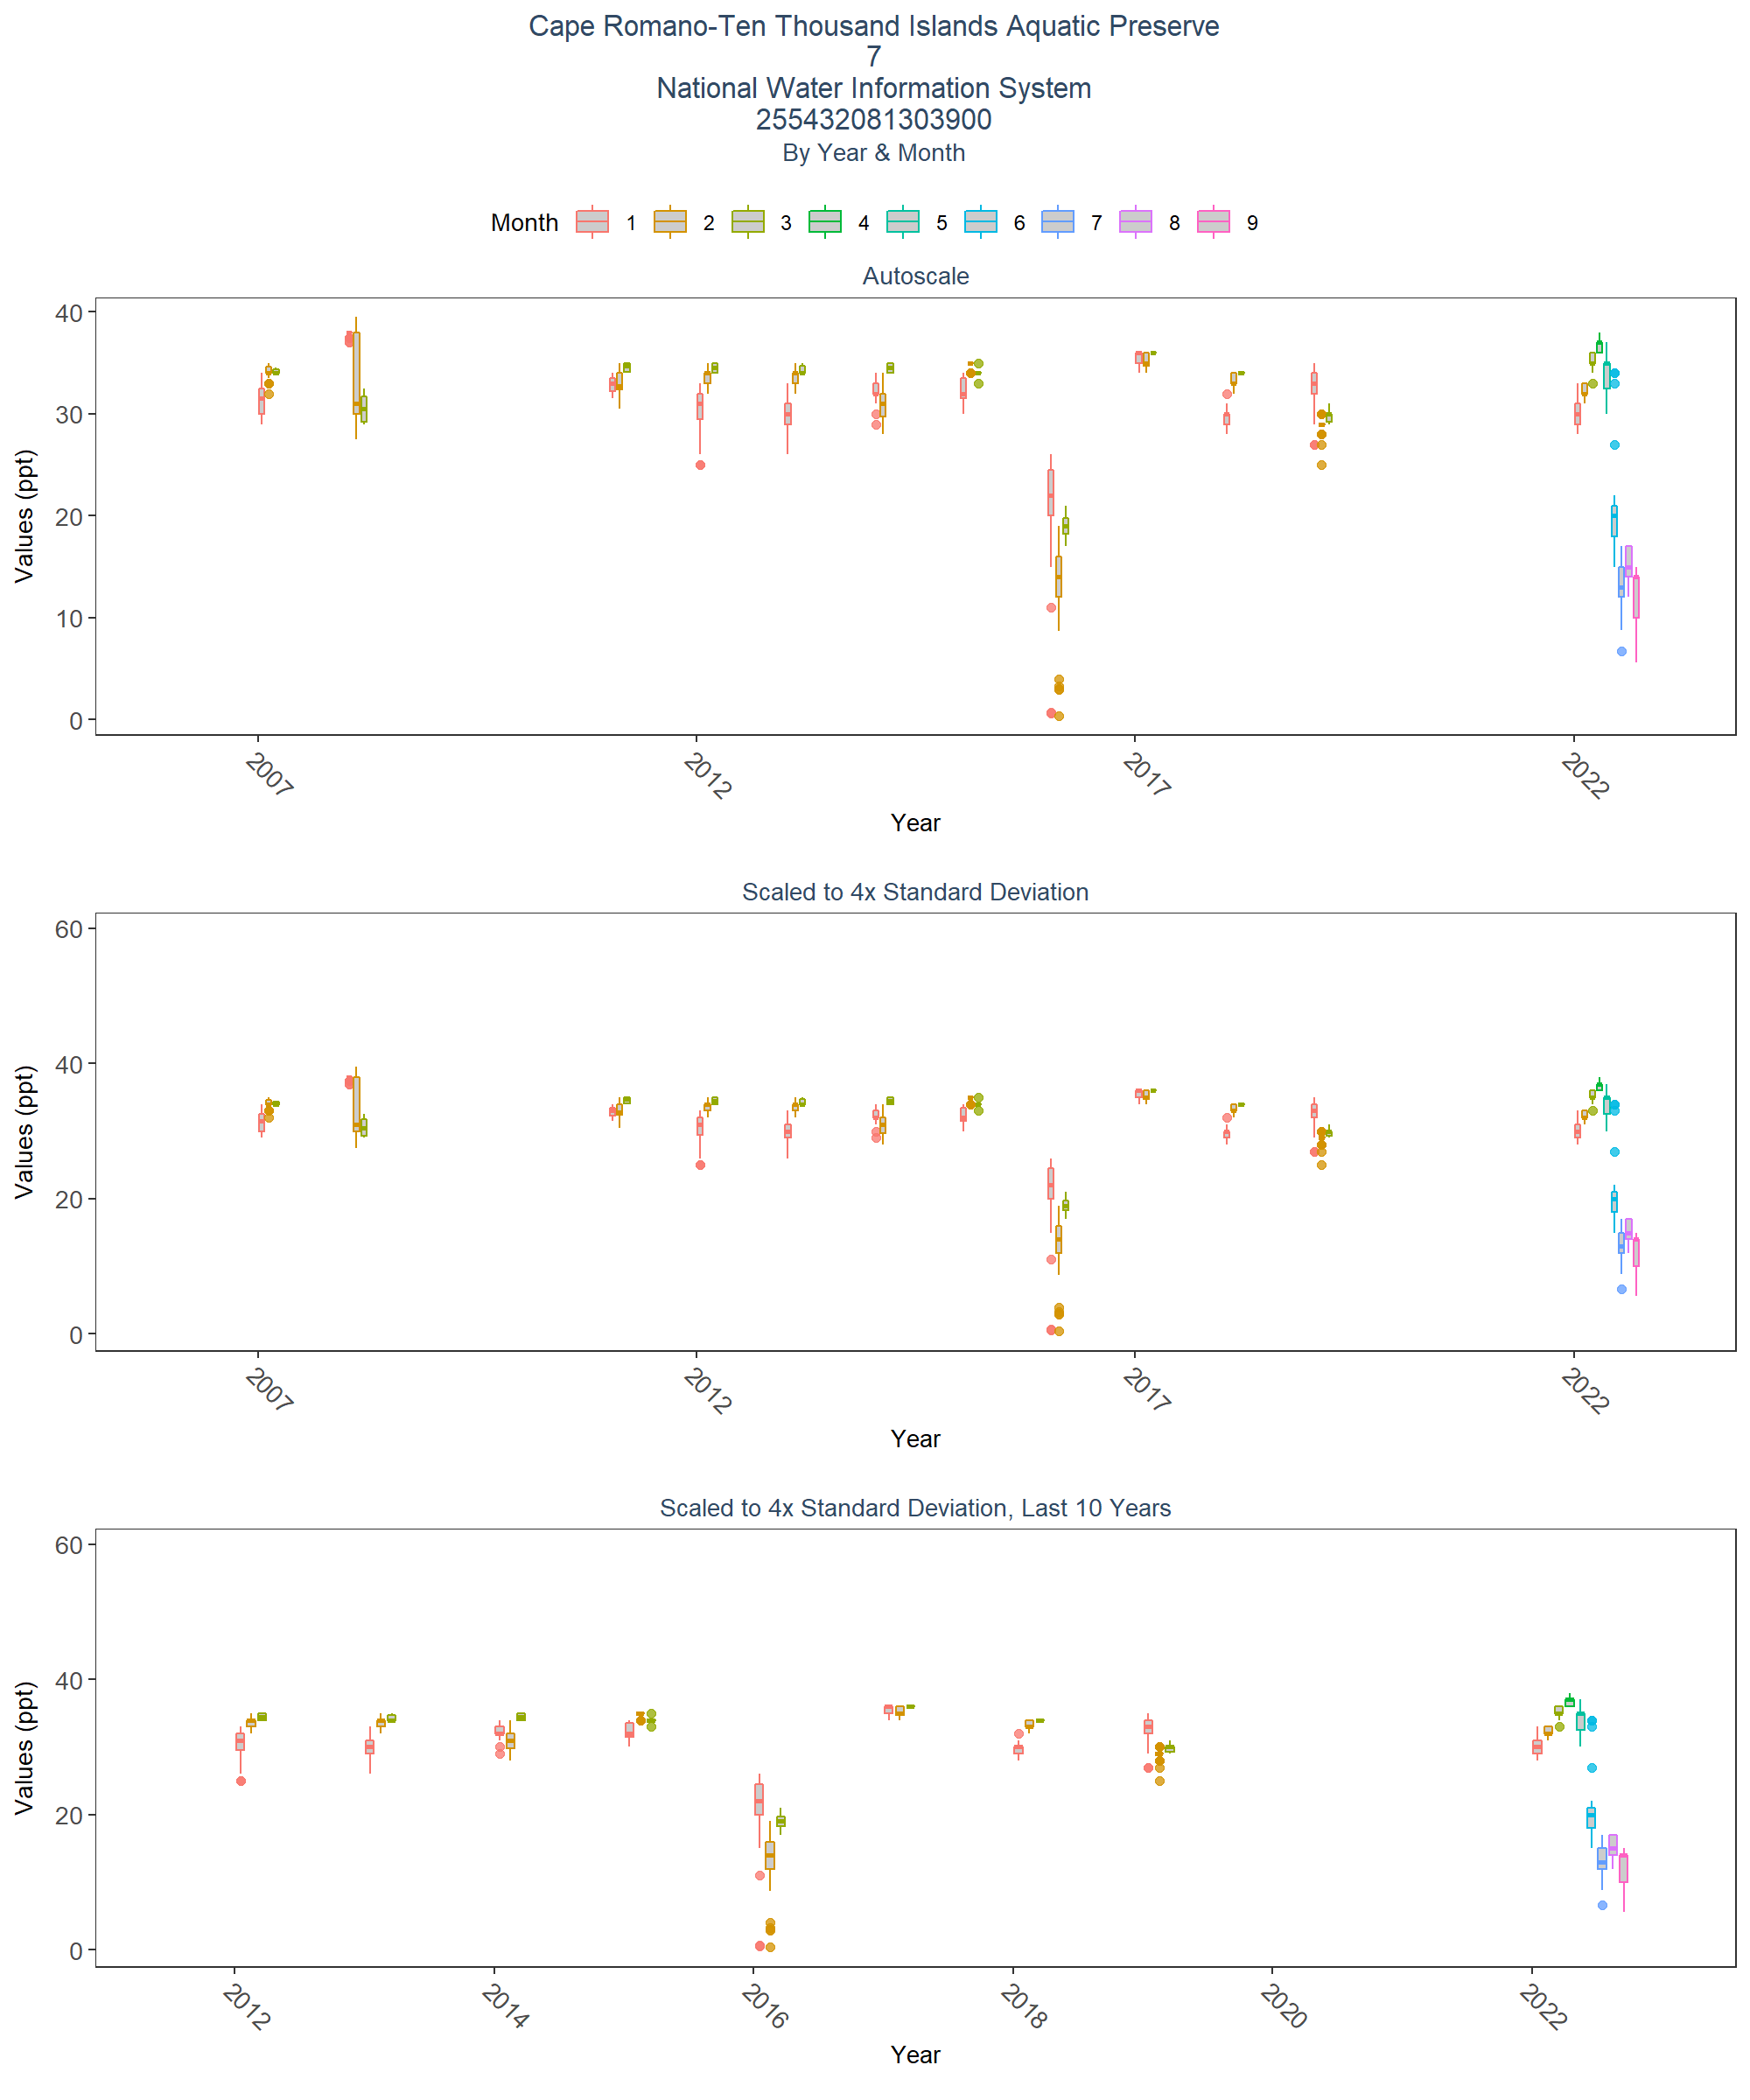 Cape Romano-Ten Thousand Islands Aquatic Preserve
7
National Water Information System
255432081303900
By Year & Month
Month 1 2 3 4 5 6 7 8 9
Autoscale
Values (ppt)
40
30
20
10
0
2007 2012 2017 2022
Year
Scaled to 4x Standard Deviation
Values (ppt)
60
40
20
0
2007 2012 2017 2022
Year
Scaled to 4x Standard Deviation, Last 10 Years
Values (ppt)
60
40
20
0
2012 2014 2016 2018 2020 2022
Year